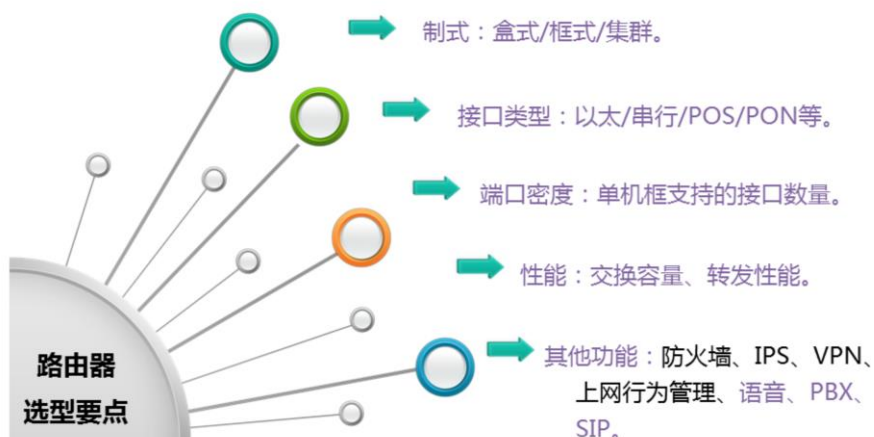 制式：盒式/框式/集群。
接口类型：以太/串行/POS/PON等。
端口密度：单机框支持的接口数量。
性能：交换容量、转发性能。
其他功能：防火墙、IPS、VPN、
上网行为管理、语音、PBX、
SIP。
路由器
选型要点